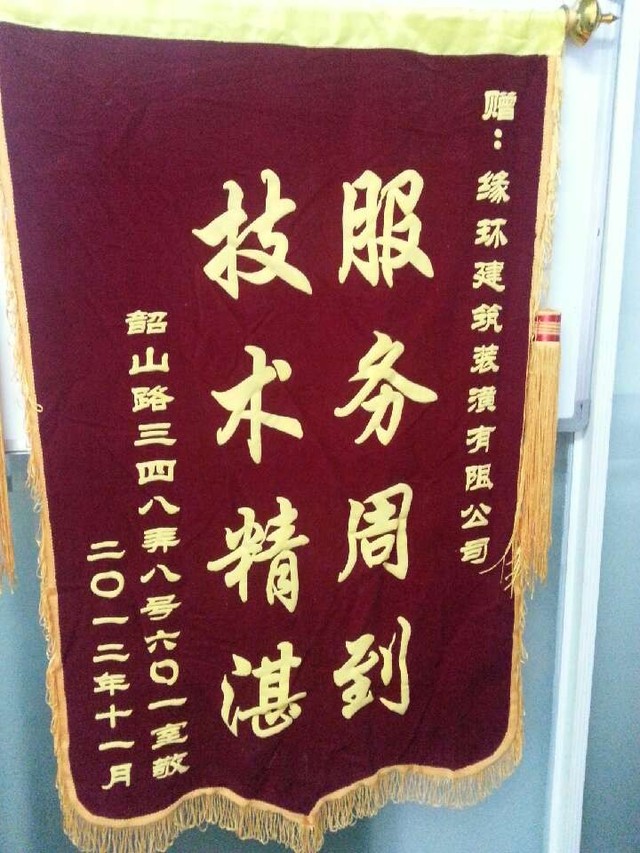 赠：缘环建筑装潢有限公司
服务周到
技术精湛
韶山路三四八弄八号六〇一室敬
二〇一二年十一月